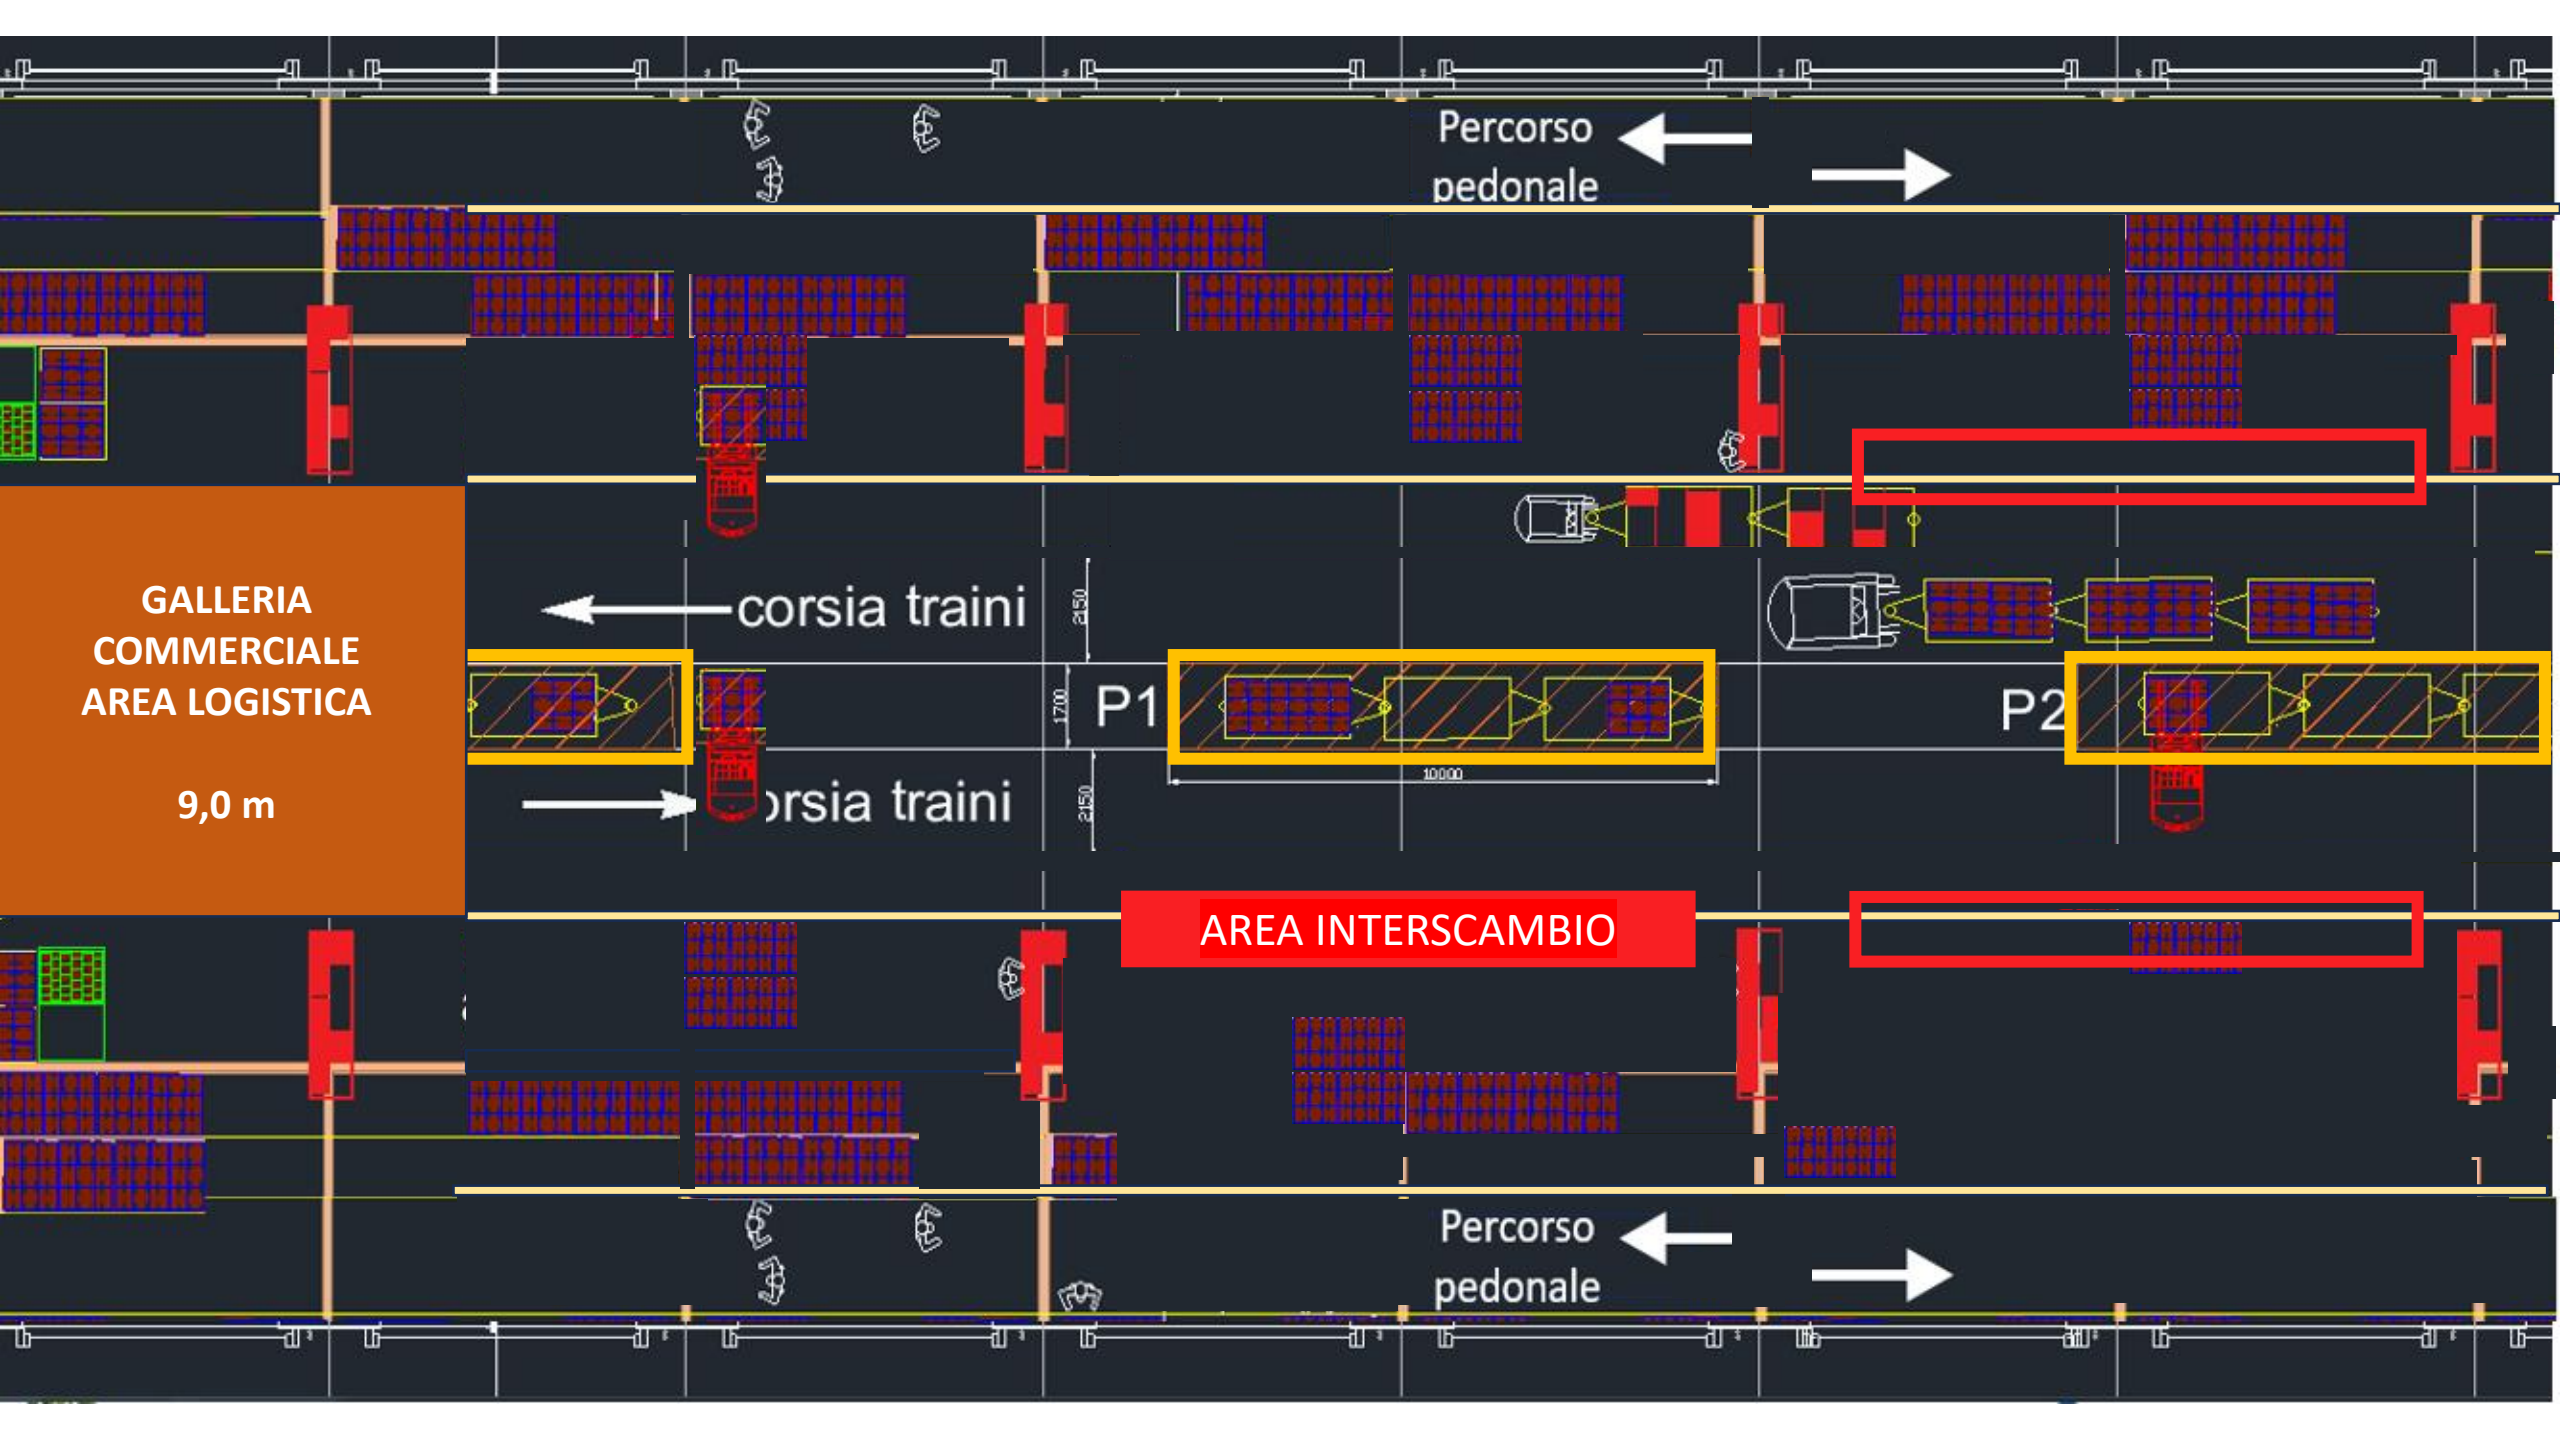 Percorso
pedonale
GALLERIA
COMMERCIALE
AREA LOGISTICA
9,0 m
corsia traini
2150
1700
P1
P2
10000
orsia traini
2150
AREA INTERSCAMBIO
Percorso
pedonale